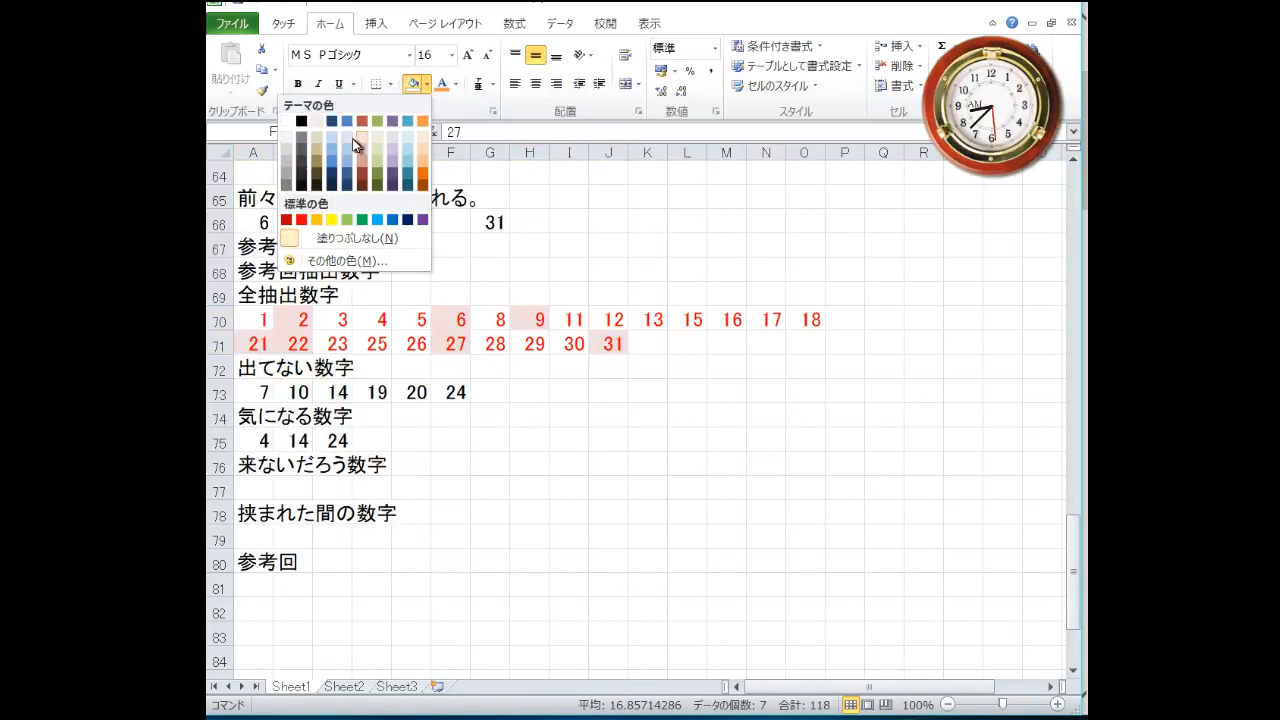 ファイル タッチ ホーム 挿入 ページ レイアウト 数式 データ 校閲 表示
ＭＳ Ｐゴシック 16 標準 条件付き書式 挿入 Σ
貼り付け % , テーブルとして書式設定 削除
B I U A セルのスタイル 書式
クリップボード 配置 数値 スタイル セル
テーマの色
27
A F G H I J K L M N O P Q R
64
65 前々 れる。
標準の色
66 6 31
塗りつぶしなし(N)
67 参考
その他の色(M)...
68 参考回抽出数字
69 全抽出数字
70 1 2 3 4 5 6 8 9 11 12 13 15 16 17 18
71 21 22 23 25 26 27 28 29 30 31
72 出てない数字
73 7 10 14 19 20 24
74 気になる数字
75 4 14 24
76 来ないだろう数字
77
78 挟まれた間の数字
79
80 参考回
81
82
83
84
Sheet1 Sheet2 Sheet3
コマンド 平均: 16.85714286 データの個数: 7 合計: 118 100%
AM
12 1 2 3 4 5 6 7 8 9 10 11